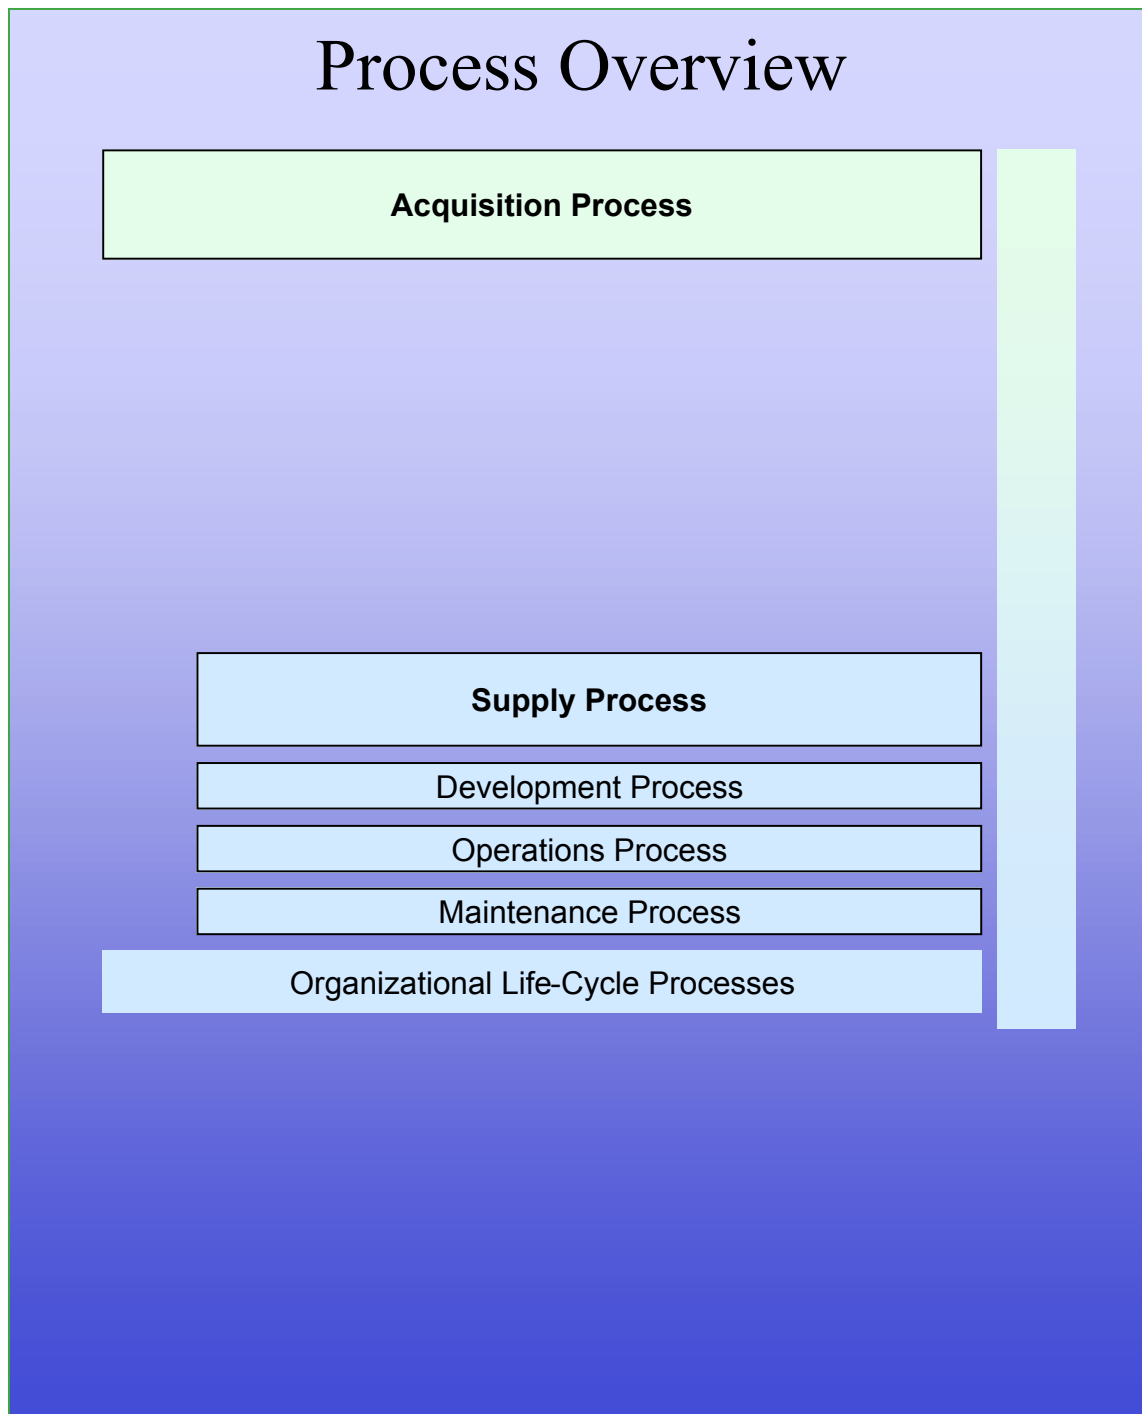 Process Overview
Acquisition Process
Supply Process
Development Process
Operations Process
Maintenance Process
Organizational Life-Cycle Processes